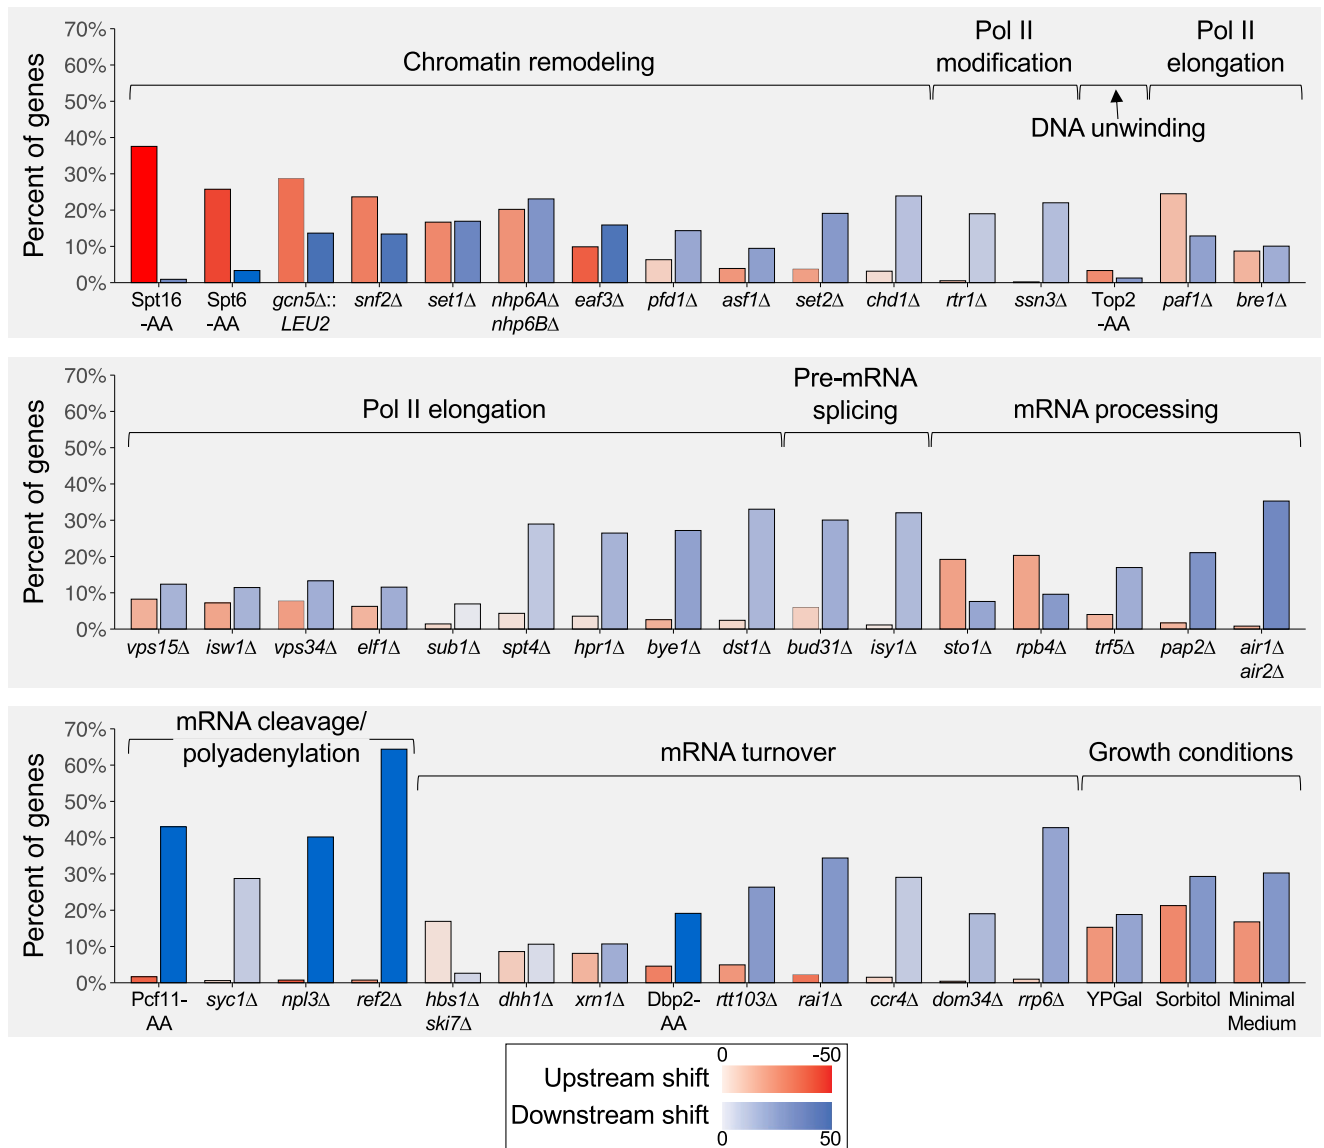 70%
60%
50%
40%
30%
20%
10%
0%
Percent of genes
Chromatin remodeling
Pol II
modification
Pol II
elongation
DNA unwinding
Spt16
-AA
Spt6
-AA
gcn5Δ::
LEU2
snf2Δ
set1Δ
nhp6AΔ
nhp6BΔ
eaf3Δ
pfd1Δ
asf1Δ
set2Δ
chd1Δ
rtr1Δ
ssn3Δ
Top2
-AA
paf1Δ
bre1Δ
70%
60%
50%
40%
30%
20%
10%
0%
Percent of genes
Pol II elongation
Pre-mRNA
splicing
mRNA processing
vps15Δ
isw1Δ
vps34Δ
elf1Δ
sub1Δ
spt4Δ
hpr1Δ
bye1Δ
dst1Δ
bud31Δ
isy1Δ
sto1Δ
rpb4Δ
trf5Δ
pap2Δ
air1Δ
air2Δ
70%
60%
50%
40%
30%
20%
10%
0%
Percent of genes
mRNA cleavage/
polyadenylation
mRNA turnover
Growth conditions
Pcf11-
AA
syc1Δ
npl3Δ
ref2Δ
hbs1Δ
ski7Δ
dhh1Δ
xrn1Δ
Dbp2-
AA
rtt103Δ
rai1Δ
ccr4Δ
dom34Δ
rrp6Δ
YPGal
Sorbitol
Minimal
Medium
0 -50
Upstream shift
Downstream shift
0 50